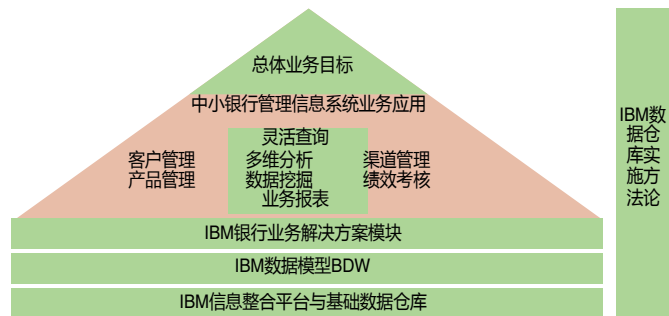 总体业务目标
中小银行管理信息系统业务应用
灵活查询
客户管理 多维分析 渠道管理
产品管理 数据挖掘 绩效考核
业务报表
IBM银行业务解决方案模块
IBM数据模型BDW
IBM信息整合平台与基础数据仓库
IBM数
据仓
库实
施方
法论